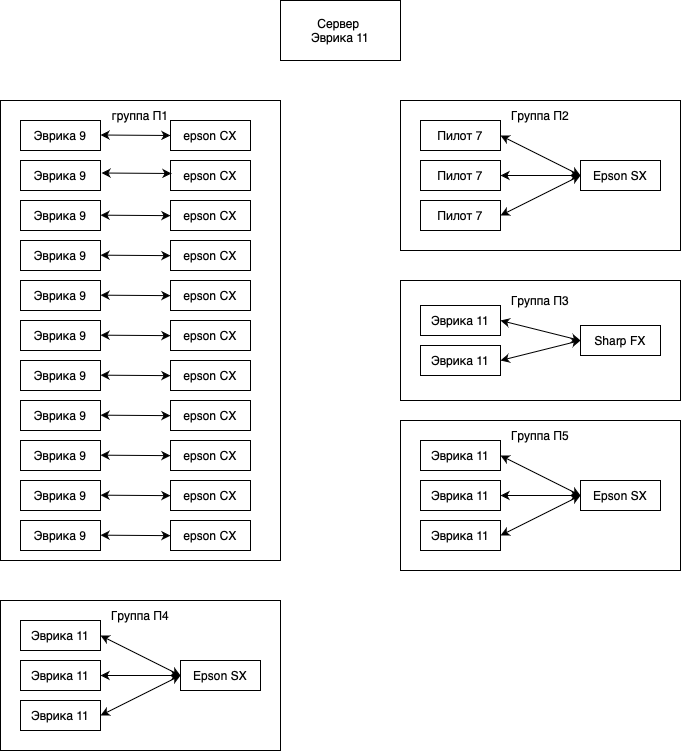 Сервер
Эврика 11
группа П1
Эврика 9
epson CX
Эврика 9
epson CX
Эврика 9
epson CX
Эврика 9
epson CX
Эврика 9
epson CX
Эврика 9
epson CX
Эврика 9
epson CX
Эврика 9
epson CX
Эврика 9
epson CX
Эврика 9
epson CX
Эврика 9
epson CX
Группа П2
Пилот 7
Пилот 7
Epson SX
Пилот 7
Группа П3
Эврика 11
Sharp FX
Эврика 11
Группа П5
Эврика 11
Эврика 11
Epson SX
Эврика 11
Группа П4
Эврика 11
Эврика 11
Epson SX
Эврика 11